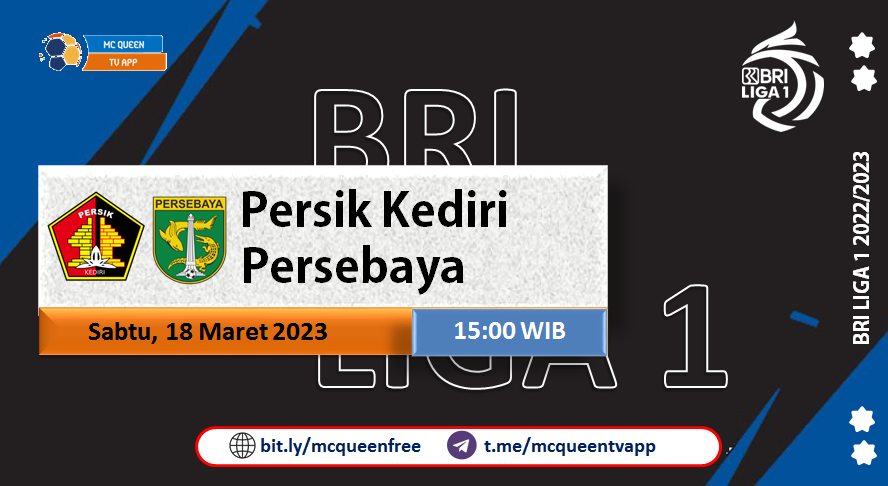 MC QUEEN
TV APP
BRI
LIGA 1
BRI
LIGA 1
PERSIK
KEDIRI
PERSEBAYA
Persik Kediri
Persebaya
Sabtu, 18 Maret 2023
15:00 WIB
BRI LIGA 1 2022/2023
bit.ly/mcqueenfree
t.me/mcqueentvapp